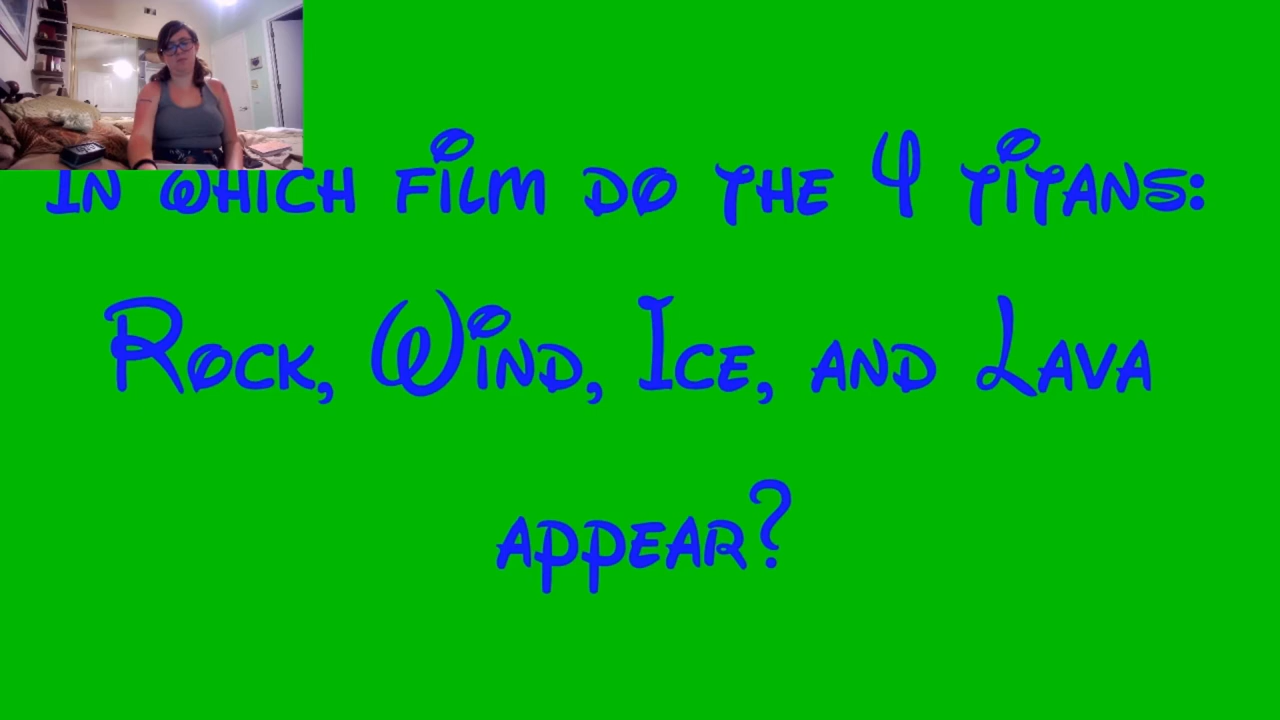 In which film do the 4 titans:
Rock, Wind, Ice, and Lava
appear?